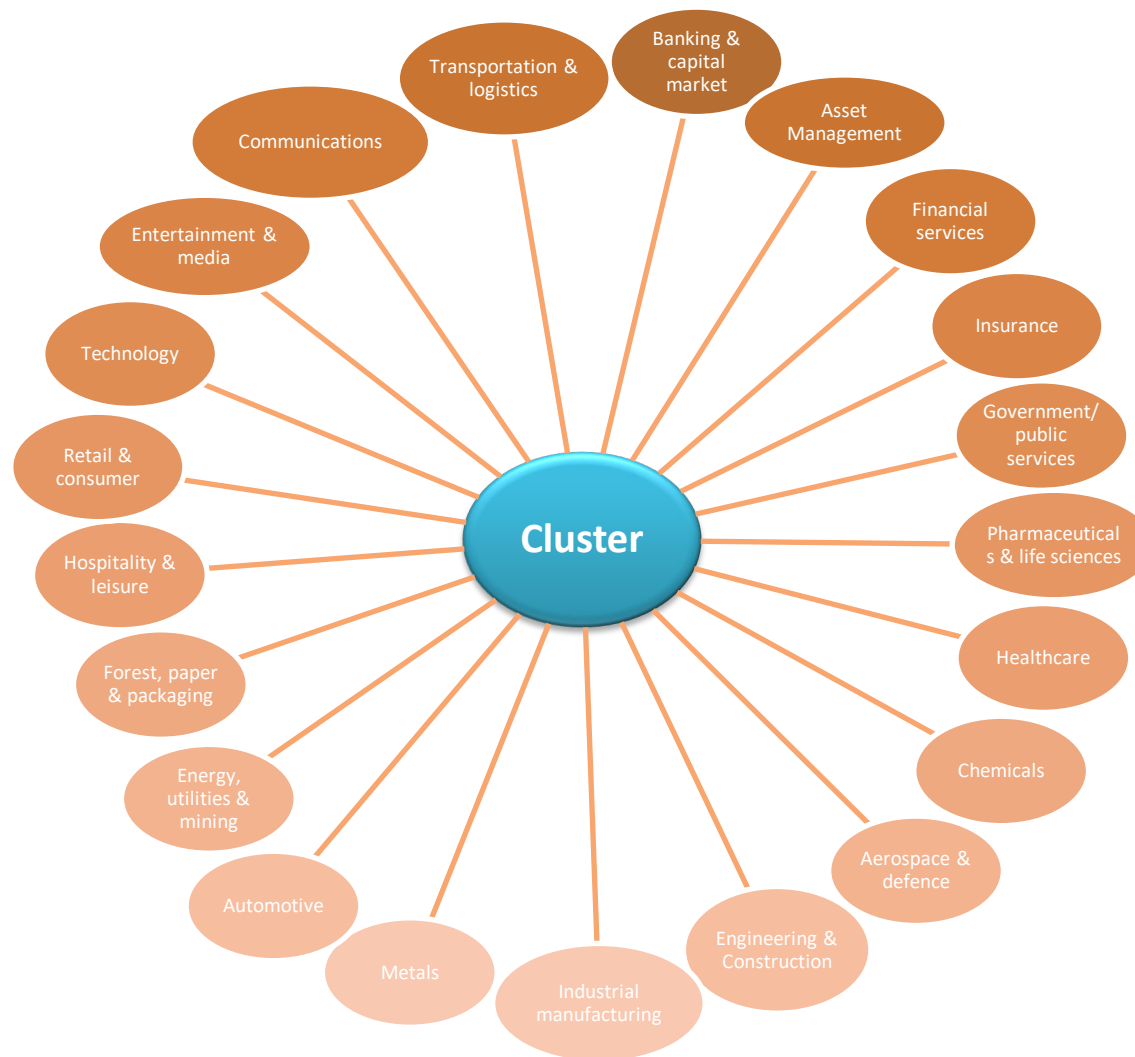 Banking &
capital
market
Asset
Management
Financial
services
Insurance
Government/
public
services
Pharmaceutical
s & life sciences
Healthcare
Chemicals
Aerospace &
defence
Engineering &
Construction
Industrial
manufacturing
Metals
Automotive
Energy,
utilities &
mining
Forest, paper
& packaging
Hospitality &
leisure
Retail &
consumer
Technology
Entertainment &
media
Communications
Transportation &
logistics
Cluster